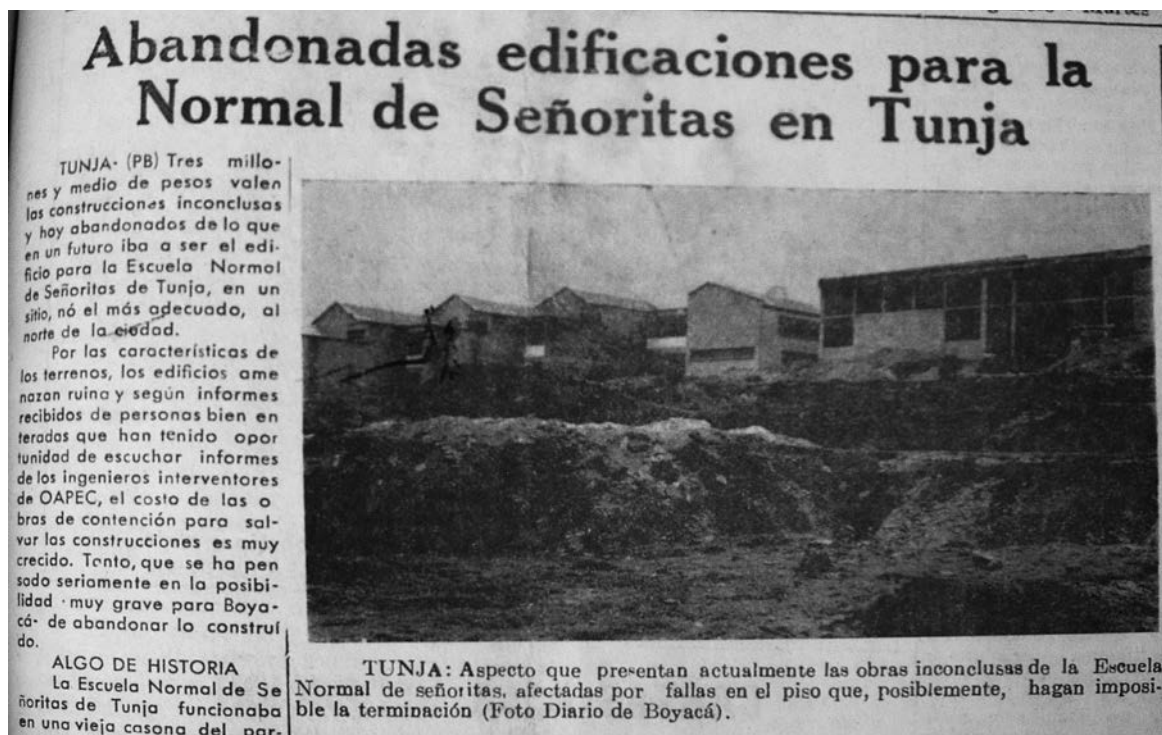 Martes
Abandonadas edificaciones para la
Normal de Señoritas en Tunja
TUNJA- (PB) Tres millo-
nes y medio de pesos valen
las construcciones inconclusas
y hoy abandonados de lo que
en un futuro iba a ser el edi-
ficio para la Escuela Normal
de Señoritas de Tunja, en un
sitio, nó el más adecuado, al
norte de la ciudad.
Por las características de
los terrenos, los edificios ame
nazan ruina y según informes
recibidos de personas bien en
teradas que han tenido opor
tunidad de escuchar informes
de los ingenieros interventores
de OAPEC, el costo de las o
bras de contención para sal-
var las construcciones es muy
crecido. Tanto, que se ha pen
sado seriamente en la posibi-
lidad -muy grave para Boya-
cá- de abandonar lo construí
do.
ALGO DE HISTORIA
La Escuela Normal de Se
ñoritas de Tunja funcionaba
en una vieja casona del par-
TUNJA: Aspecto que presentan actualmente las obras inconclusas de la Escuela
Normal de señoritas, afectadas por fallas en el piso que, posiblemente, hagan imposi-
ble la terminación (Foto Diario de Boyacá).